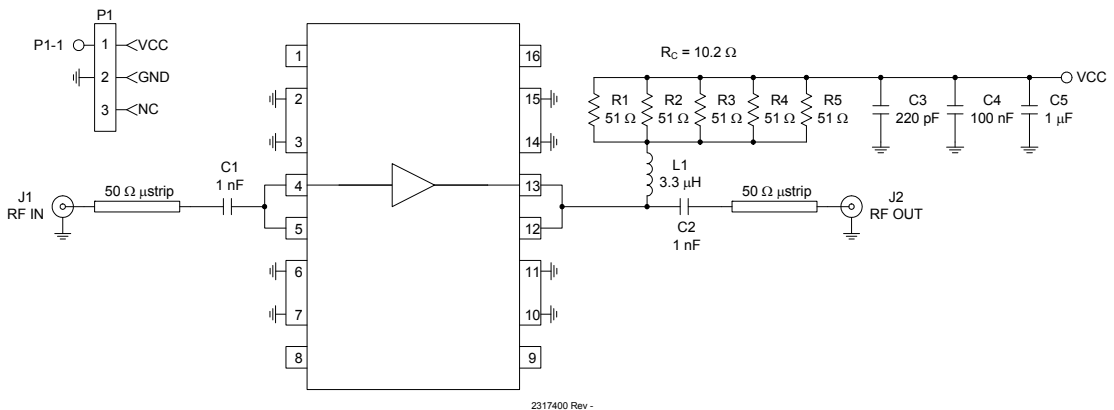 P1
P1-1
1
VCC
2
GND
3
NC
1
2
3
4
5
6
7
8
16
15
14
13
12
11
10
9
J1
RF IN
50 Ω μstrip
C1
1 nF
R_C = 10.2 Ω
VCC
R1
51 Ω
R2
51 Ω
R3
51 Ω
R4
51 Ω
R5
51 Ω
C3
220 pF
C4
100 nF
C5
1 μF
L1
3.3 μH
C2
1 nF
50 Ω μstrip
J2
RF OUT
2317400 Rev -